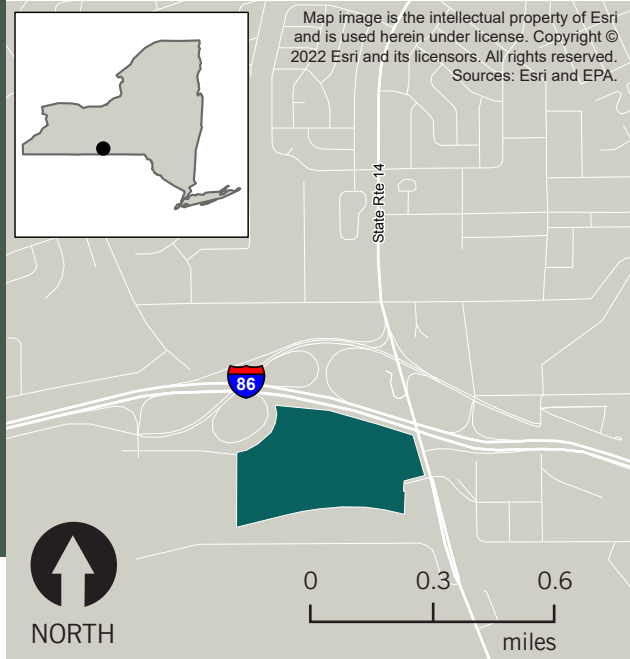 Map image is the intellectual property of Esri
and is used herein under license. Copyright ©
2022 Esri and its licensors. All rights reserved.
Sources: Esri and EPA.
State Rte 14
86
0 0.3 0.6
miles
NORTH